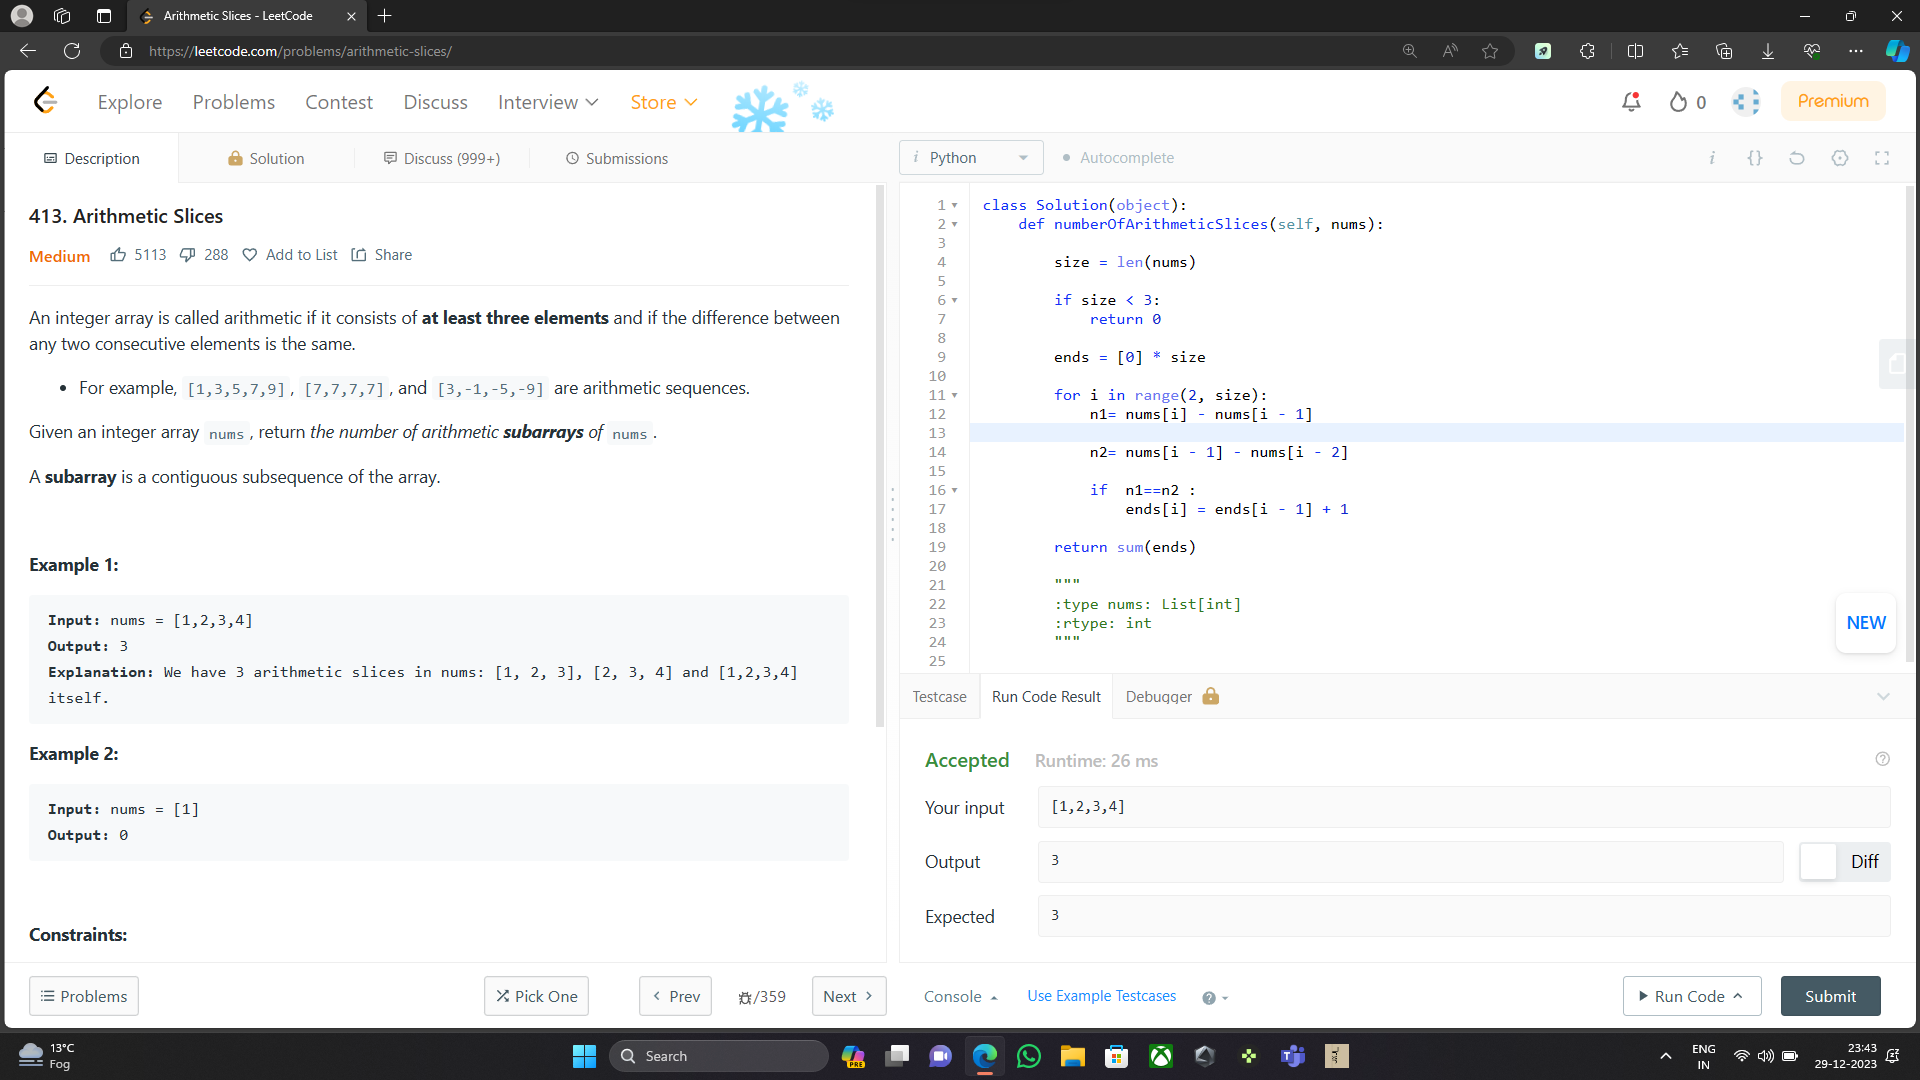 Arithmetic Slices - LeetCode
https://leetcode.com/problems/arithmetic-slices/
Explore Problems Contest Discuss Interview Store
0 Premium
Description Solution Discuss (999+) Submissions
413. Arithmetic Slices
Medium 5113 288 Add to List Share
An integer array is called arithmetic if it consists of at least three elements and if the difference between
any two consecutive elements is the same.
• For example, [1,3,5,7,9], [7,7,7,7], and [3,-1,-5,-9] are arithmetic sequences.
Given an integer array nums, return the number of arithmetic subarrays of nums.
A subarray is a contiguous subsequence of the array.
Example 1:
Input: nums = [1,2,3,4]
Output: 3
Explanation: We have 3 arithmetic slices in nums: [1, 2, 3], [2, 3, 4] and [1,2,3,4]
itself.
Example 2:
Input: nums = [1]
Output: 0
Constraints:
Problems Pick One Prev /359 Next
i Python Autocomplete i {}
1 class Solution(object):
2 def numberOfArithmeticSlices(self, nums):
3
4 size = len(nums)
5
6 if size < 3:
7 return 0
8
9 ends = [0] * size
10
11 for i in range(2, size):
12 n1= nums[i] - nums[i - 1]
13
14 n2= nums[i - 1] - nums[i - 2]
15
16 if  n1==n2 :
17 ends[i] = ends[i - 1] + 1
18
19 return sum(ends)
20
21 """
22 :type nums: List[int]
23 :rtype: int
24 """
25
NEW
Testcase Run Code Result Debugger
Accepted Runtime: 26 ms
Your input [1,2,3,4]
Output 3 Diff
Expected 3
Console Use Example Testcases Run Code Submit
13°C
Fog
Search
PRE
ENG
IN
23:43
29-12-2023